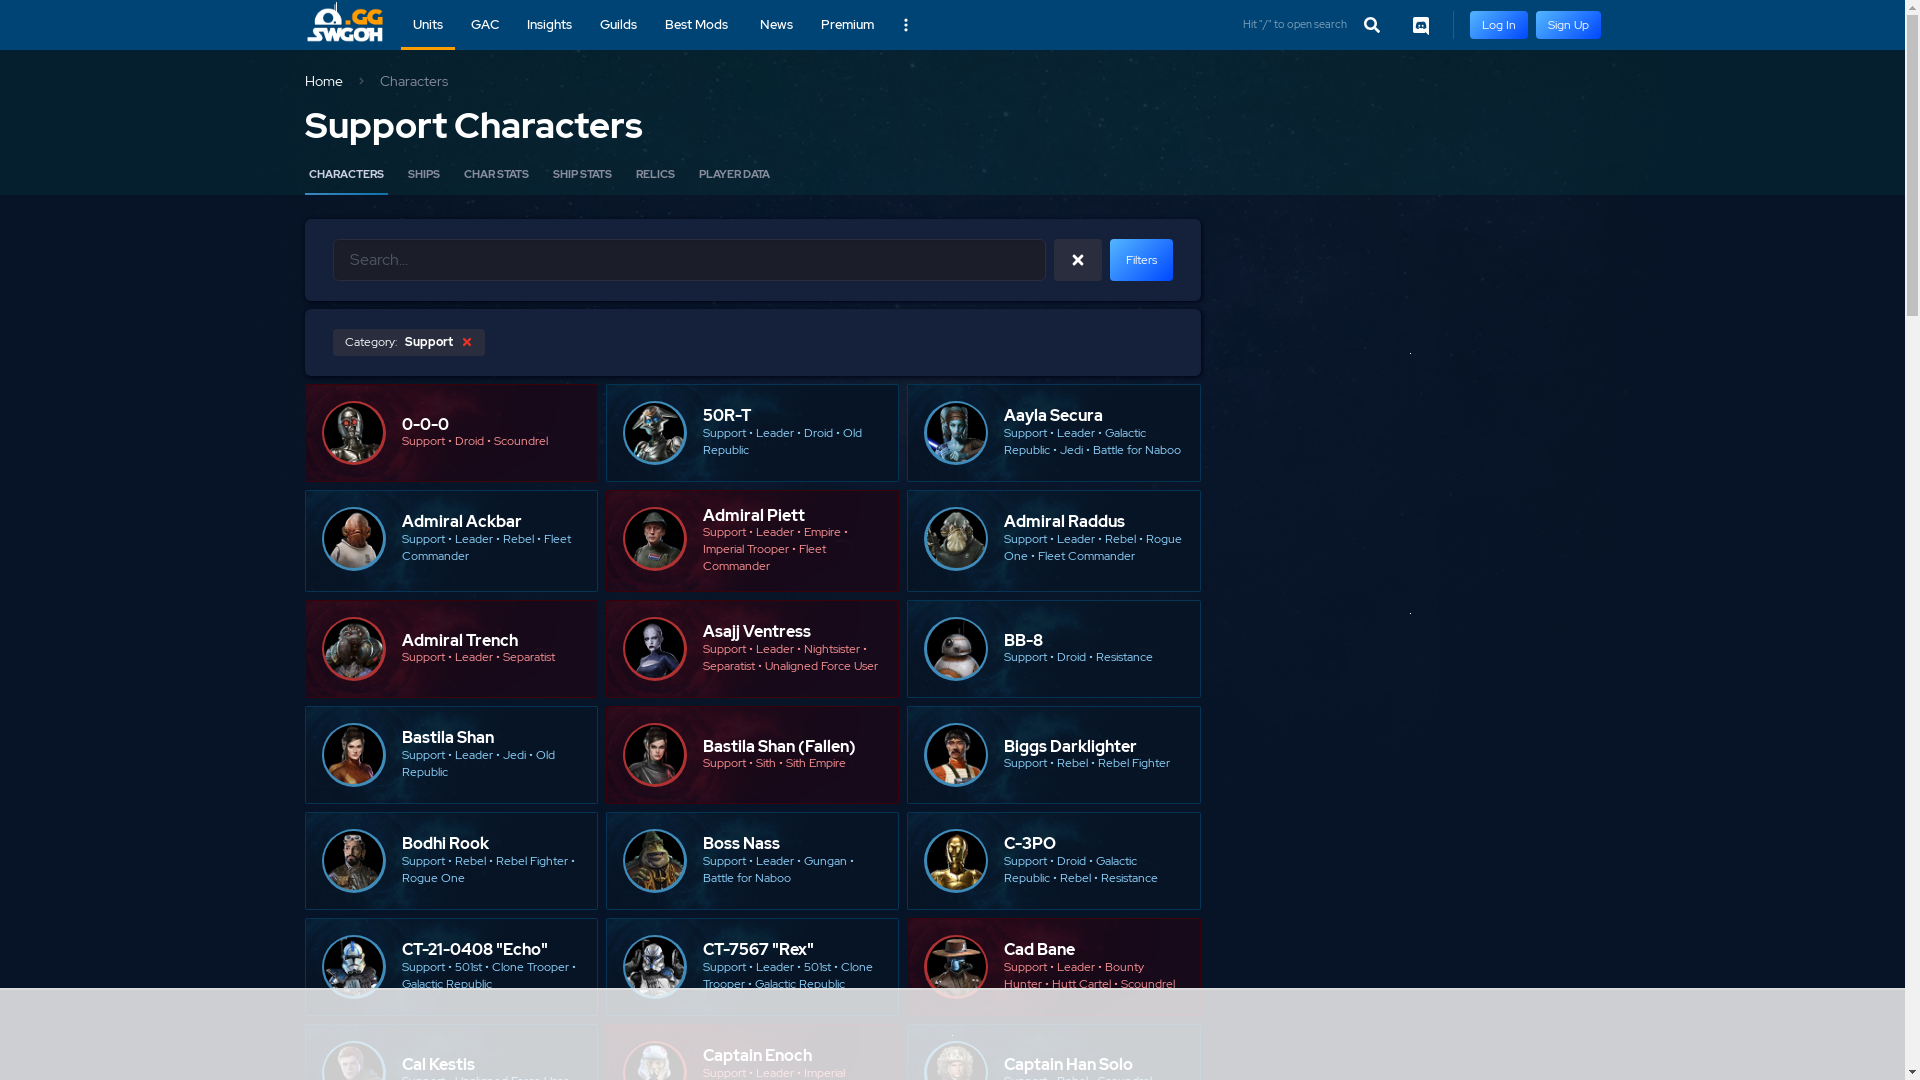 .GG
SWGOH
Units
GAC
Insights
Guilds
Best Mods
News
Premium
Hit "/" to open search
Log In
Sign Up
Home
Characters
Support Characters
CHARACTERS
SHIPS
CHAR STATS
SHIP STATS
RELICS
PLAYER DATA
Search...
Filters
Category: Support
0-0-0
Support • Droid • Scoundrel
50R-T
Support • Leader • Droid • Old
Republic
Aayla Secura
Support • Leader • Galactic
Republic • Jedi • Battle for Naboo
Admiral Ackbar
Support • Leader • Rebel • Fleet
Commander
Admiral Piett
Support • Leader • Empire •
Imperial Trooper • Fleet
Commander
Admiral Raddus
Support • Leader • Rebel • Rogue
One • Fleet Commander
Admiral Trench
Support • Leader • Separatist
Asajj Ventress
Support • Leader • Nightsister •
Separatist • Unaligned Force User
BB-8
Support • Droid • Resistance
Bastila Shan
Support • Leader • Jedi • Old
Republic
Bastila Shan (Fallen)
Support • Sith • Sith Empire
Biggs Darklighter
Support • Rebel • Rebel Fighter
Bodhi Rook
Support • Rebel • Rebel Fighter •
Rogue One
Boss Nass
Support • Leader • Gungan •
Battle for Naboo
C-3PO
Support • Droid • Galactic
Republic • Rebel • Resistance
CT-21-0408 "Echo"
Support • 501st • Clone Trooper •
Galactic Republic
CT-7567 "Rex"
Support • Leader • 501st • Clone
Trooper • Galactic Republic
Cad Bane
Support • Leader • Bounty
Hunter • Hutt Cartel • Scoundrel
Cal Kestis
Captain Enoch
Support • Leader • Imperial
Captain Han Solo